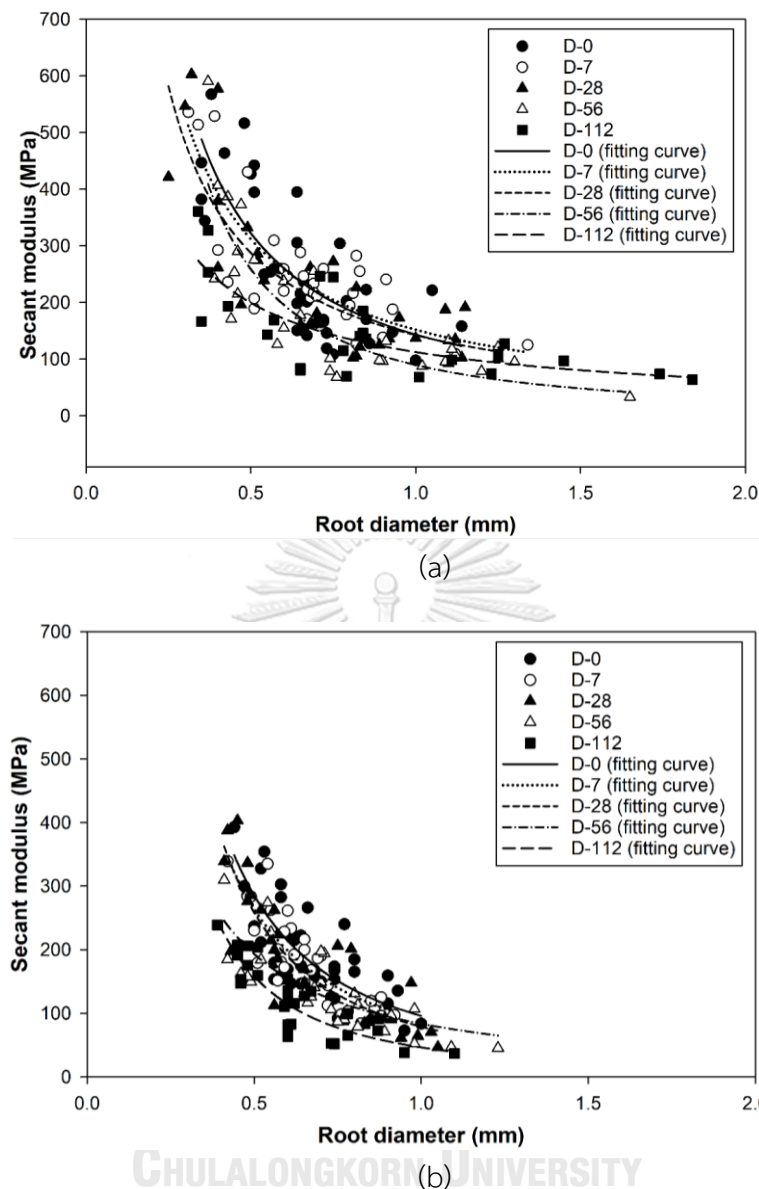 700
600
500
400
300
200
100
0
Secant modulus (MPa)
D-0
D-7
D-28
D-56
D-112
D-0 (fitting curve)
D-7 (fitting curve)
D-28 (fitting curve)
D-56 (fitting curve)
D-112 (fitting curve)
0.0 0.5 1.0 1.5 2.0
Root diameter (mm)
(a)
700
600
500
400
300
200
100
0
Secant modulus (MPa)
D-0
D-7
D-28
D-56
D-112
D-0 (fitting curve)
D-7 (fitting curve)
D-28 (fitting curve)
D-56 (fitting curve)
D-112 (fitting curve)
0.0 0.5 1.0 1.5 2.0
Root diameter (mm)
CHULALONGKORN UNIVERSITY
(b)